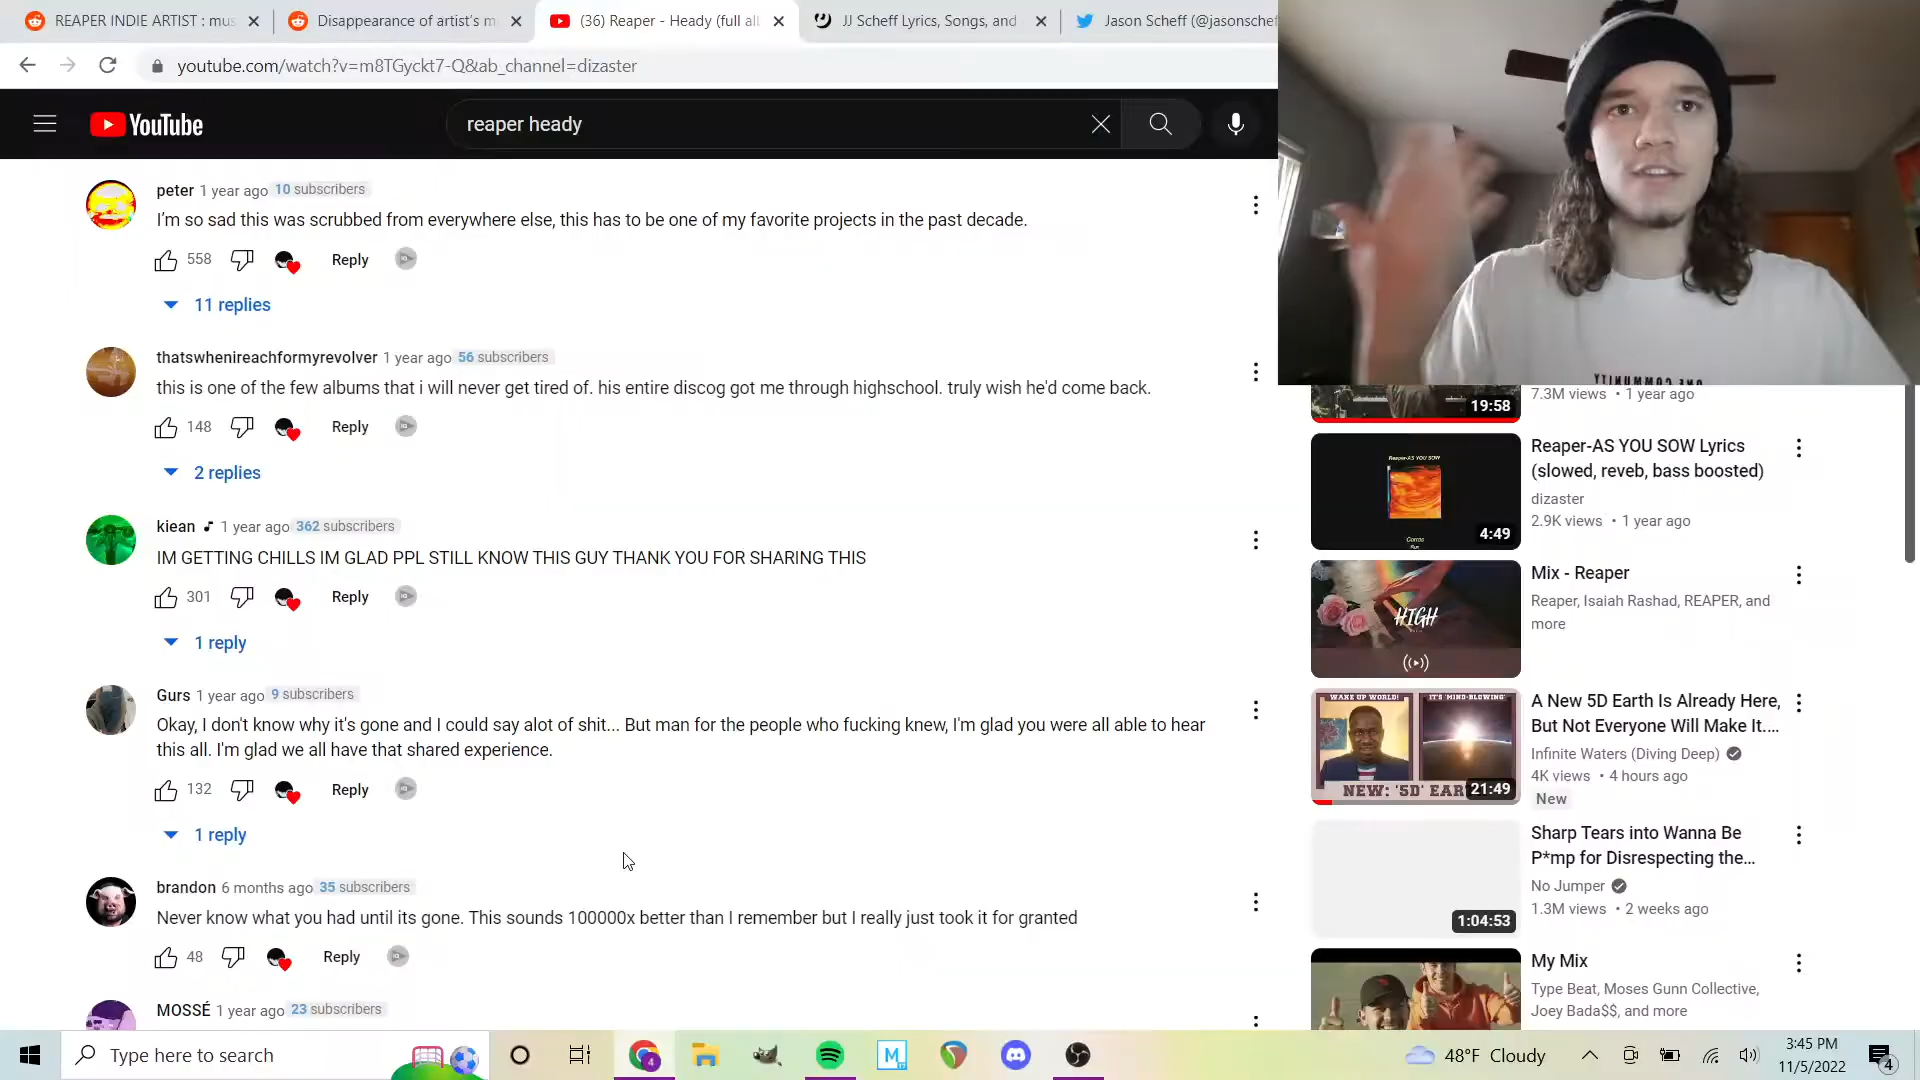 REAPER INDIE ARTIST : mus
Disappearance of artist's m
(36) Reaper - Heady (full alb
JJ Scheff Lyrics, Songs, and
Jason Scheff (@jasonschef
youtube.com/watch?v=m8TGyckt7-Q&ab_channel=dizaster
YouTube
reaper heady
peter 1 year ago 10 subscribers
I'm so sad this was scrubbed from everywhere else, this has to be one of my favorite projects in the past decade.
558 Reply
11 replies
thatswhenireachformyrevolver 1 year ago 56 subscribers
this is one of the few albums that i will never get tired of. his entire discog got me through highschool. truly wish he'd come back.
148 Reply
2 replies
kiean 1 year ago 362 subscribers
IM GETTING CHILLS IM GLAD PPL STILL KNOW THIS GUY THANK YOU FOR SHARING THIS
301 Reply
1 reply
Gurs 1 year ago 9 subscribers
Okay, I don't know why it's gone and I could say alot of shit... But man for the people who fucking knew, I'm glad you were all able to hear
this all. I'm glad we all have that shared experience.
132 Reply
1 reply
brandon 6 months ago 35 subscribers
Never know what you had until its gone. This sounds 100000x better than I remember but I really just took it for granted
48 Reply
MOSSÉ 1 year ago 23 subscribers
19:58
7.3M views • 1 year ago
Reaper-AS YOU SOW
4:49
Reaper-AS YOU SOW Lyrics
(slowed, reveb, bass boosted)
dizaster
2.9K views • 1 year ago
HIGH
Mix - Reaper
Reaper, Isaiah Rashad, REAPER, and
more
WAKE UP WORLD! IT'S 'MIND-BLOWING'
NEW: '5D' EAR
21:49
A New 5D Earth Is Already Here,
But Not Everyone Will Make It....
Infinite Waters (Diving Deep)
4K views • 4 hours ago
New
1:04:53
Sharp Tears into Wanna Be
P*mp for Disrespecting the...
No Jumper
1.3M views • 2 weeks ago
My Mix
Type Beat, Moses Gunn Collective,
Joey Bada$$, and more
Type here to search
4
M
48°F Cloudy
3:45 PM
11/5/2022
4